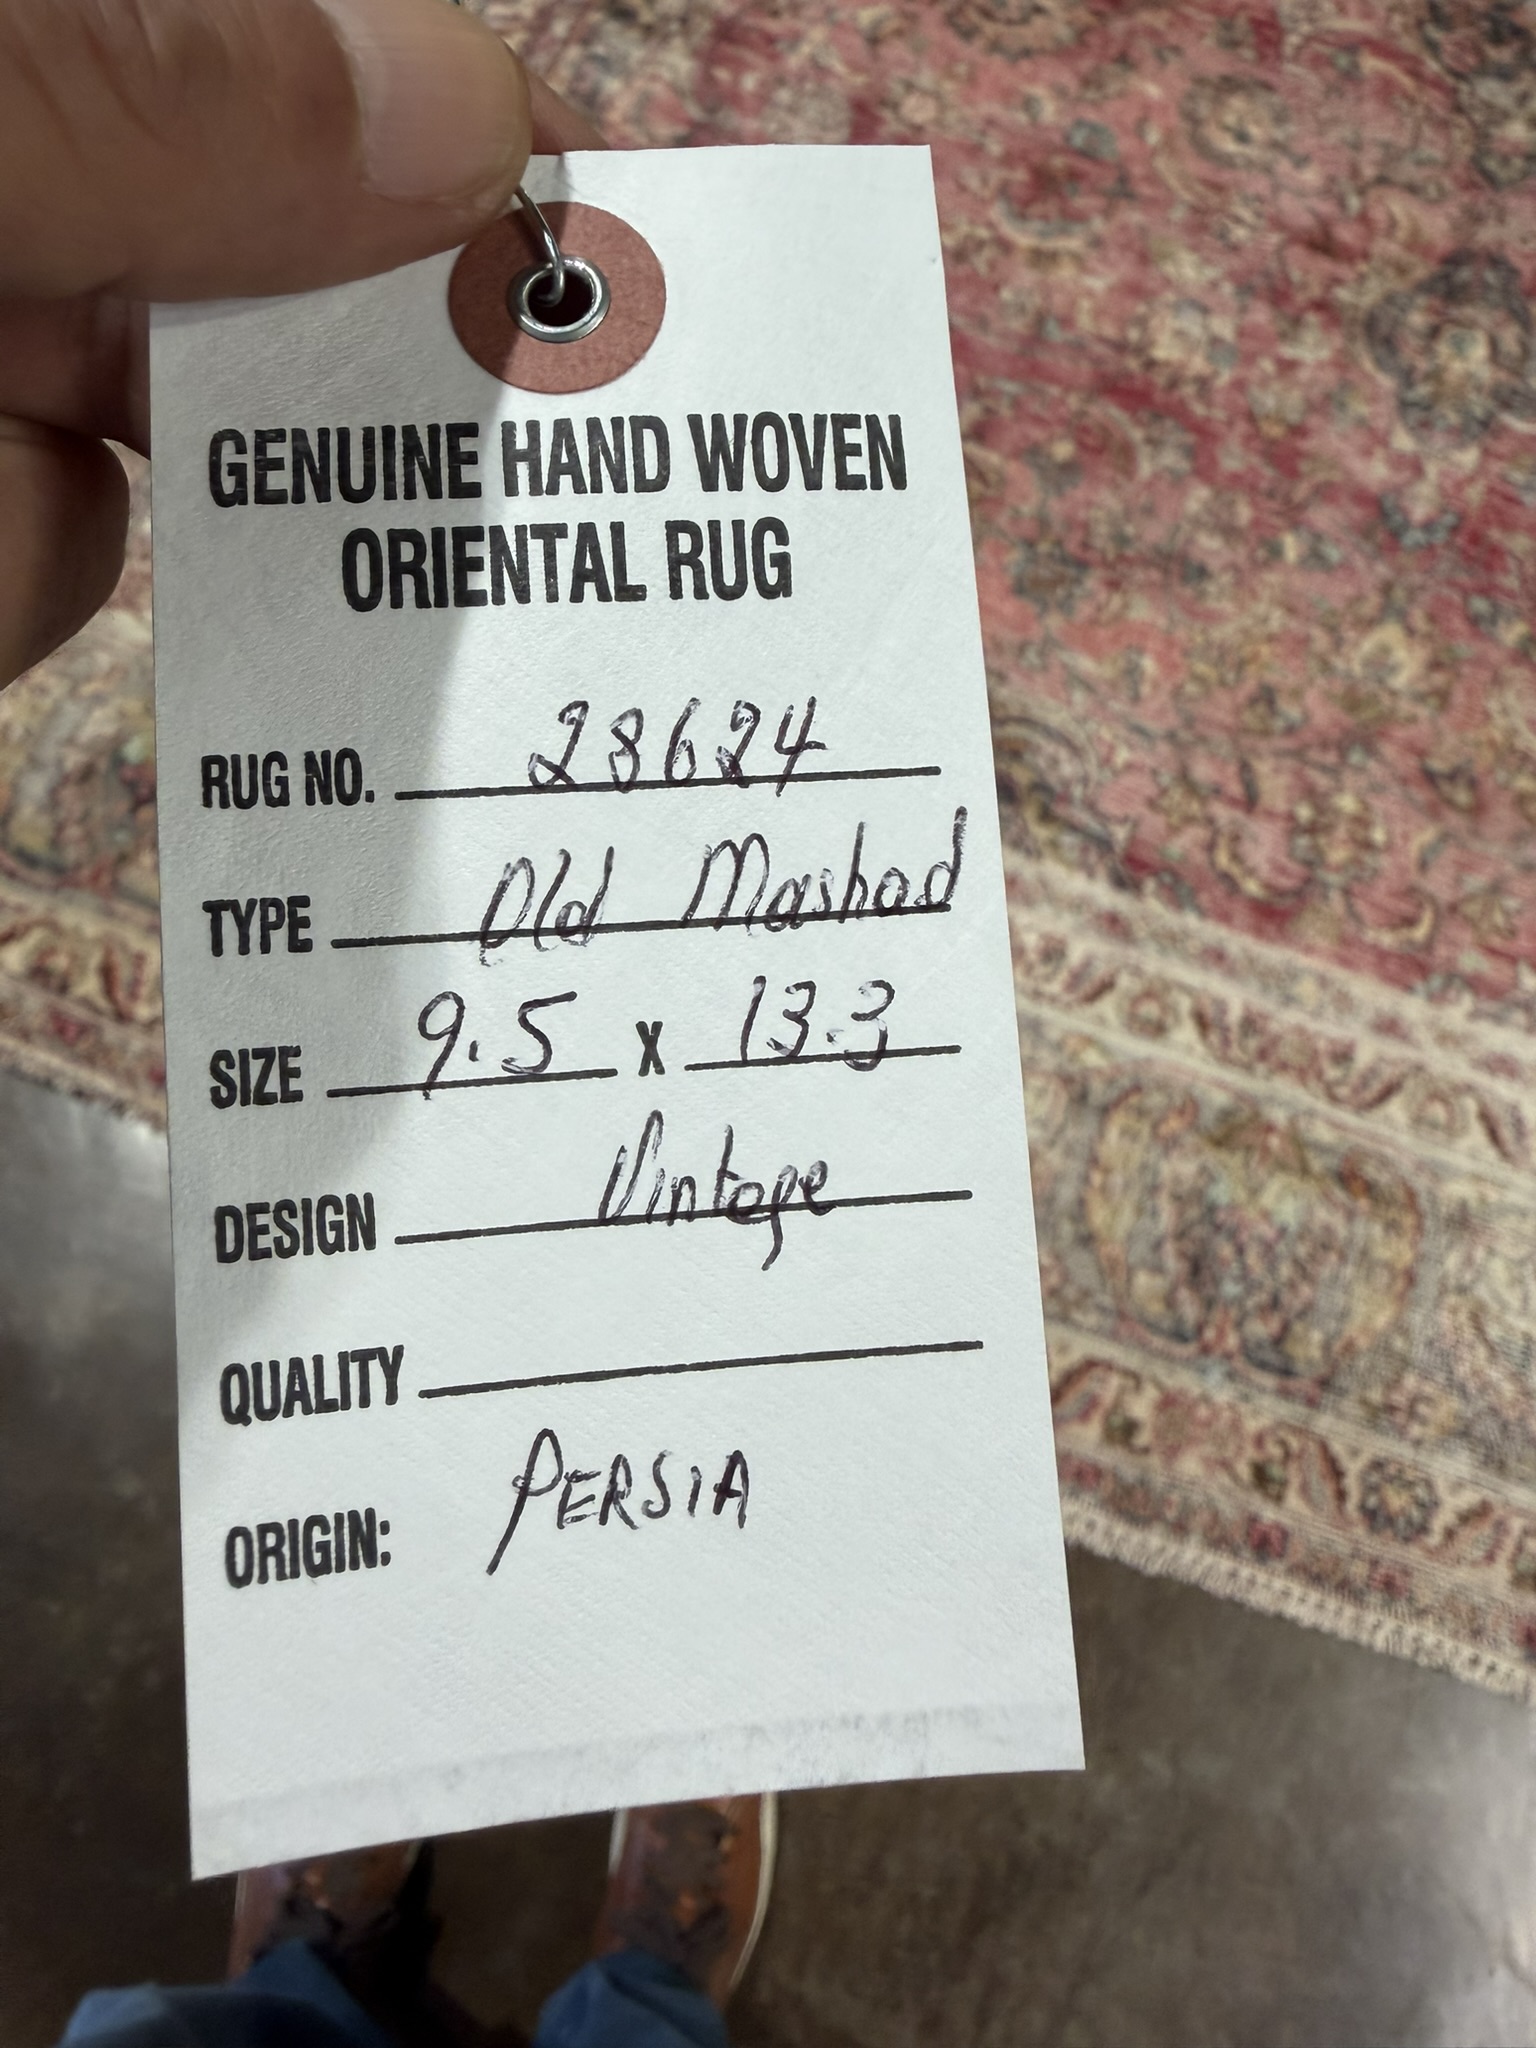 GENUINE HAND WOVEN
ORIENTAL RUG
RUG NO. 28624
TYPE Old Mashad
SIZE 9.5 X 13.3
DESIGN Vintage
QUALITY
ORIGIN: PERSIA